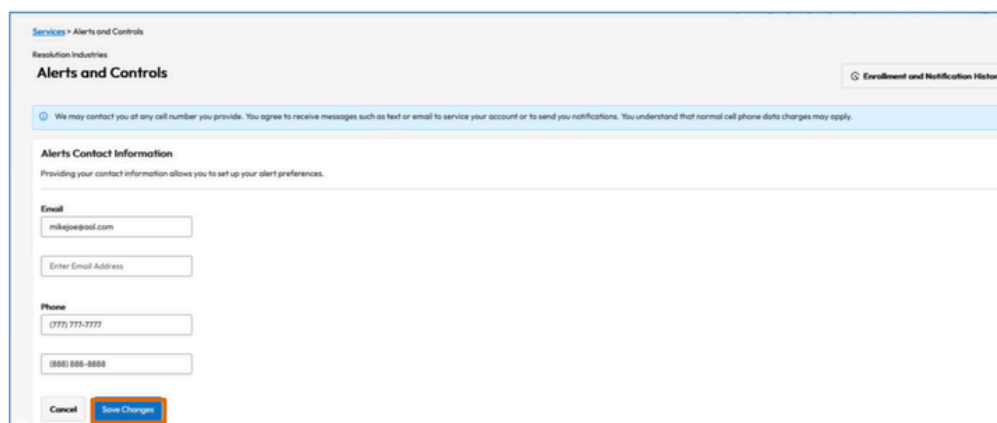 Services > Alerts and Controls
Resolution Industries
Alerts and Controls
Enrollment and Notification Histor
We may contact you at any cell number you provide. You agree to receive messages such as text or email to service your account or to send you notifications. You understand that normal cell phone data charges may apply.
Alerts Contact Information
Providing your contact information allows you to set up your alert preferences.
Email
mikejoe@aol.com
Enter Email Address
Phone
(777) 777-7777
(888) 888-8888
Cancel Save Changes